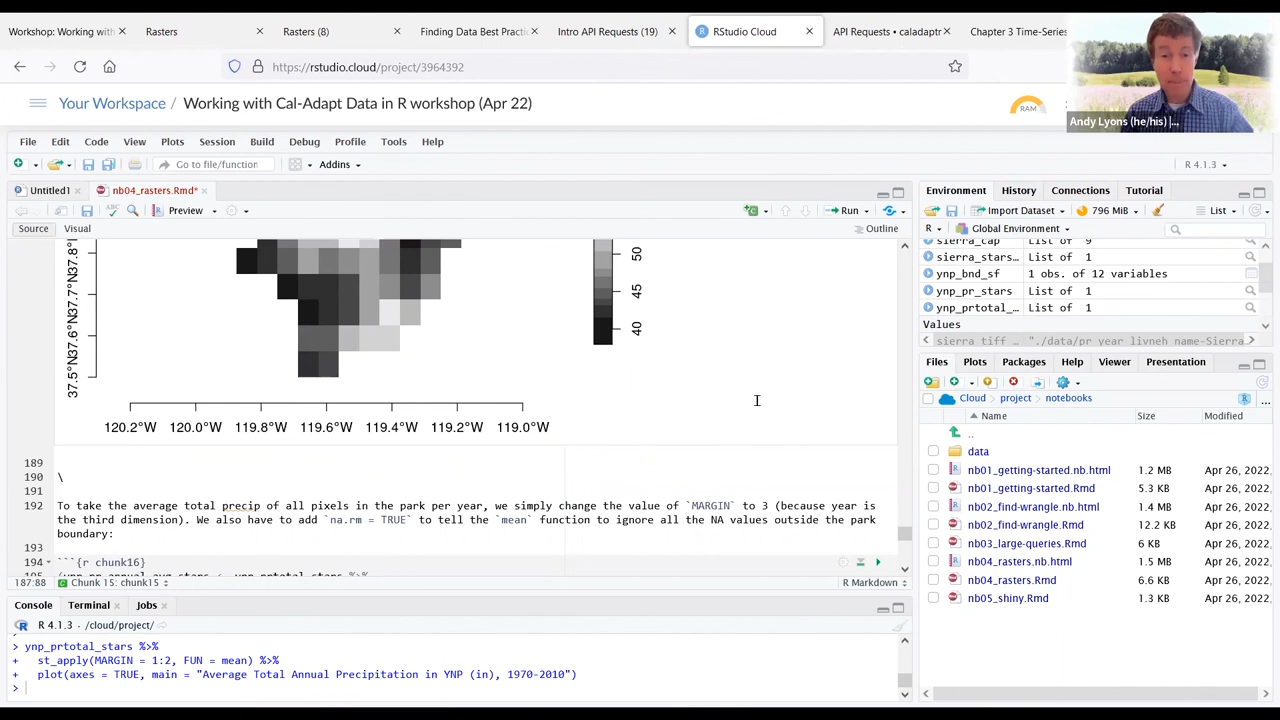 Workshop: Working with
Rasters
Rasters (8)
Finding Data Best Practi
Intro API Requests (19)
RStudio Cloud
API Requests • caladaptr
Chapter 3 Time-Series
https://rstudio.cloud/project/3964392
Your Workspace / Working with Cal-Adapt Data in R workshop (Apr 22)
RAM
Andy Lyons (he/his) |...
File Edit Code View Plots Session Build Debug Profile Tools Help
Go to file/function
Addins
R 4.1.3
Untitled1
nb04_rasters.Rmd*
Preview
Run
Source Visual
Outline
37.5°N37.6°N37.7°N37.8°
50
45
40
120.2°W 120.0°W 119.8°W 119.6°W 119.4°W 119.2°W 119.0°W
189
190 \
191
192 To take the average total precip of all pixels in the park per year, we simply change the value of `MARGIN` to 3 (because year is
the third dimension). We also have to add `na.rm = TRUE` to tell the `mean` function to ignore all the NA values outside the park
boundary:
193
194 ```{r chunk16}
187:88 Chunk 15: chunk15
R Markdown
Console Terminal Jobs
R 4.1.3 · /cloud/project/
> ynp_prtotal_stars %>%
+ st_apply(MARGIN = 1:2, FUN = mean) %>%
+ plot(axes = TRUE, main = "Average Total Annual Precipitation in YNP (in), 1970-2010")
>
Environment History Connections Tutorial
Import Dataset
796 MiB
List
R
Global Environment
sierra_cap List of 9
sierra_stars… List of 1
ynp_bnd_sf 1 obs. of 12 variables
ynp_pr_stars List of 1
ynp_prtotal_… List of 1
Values
sierra_tiff … "./data/pr_year_livneh_name-Sierra
Files Plots Packages Help Viewer Presentation
Cloud project notebooks
...
Name Size Modified
..
data
nb01_getting-started.nb.html 1.2 MB Apr 26, 2022,
nb01_getting-started.Rmd 5.3 KB Apr 26, 2022,
nb02_find-wrangle.nb.html 1.4 MB Apr 26, 2022,
nb02_find-wrangle.Rmd 12.2 KB Apr 26, 2022,
nb03_large-queries.Rmd 6 KB Apr 26, 2022,
nb04_rasters.nb.html 1.5 MB Apr 26, 2022,
nb04_rasters.Rmd 6.6 KB Apr 26, 2022,
nb05_shiny.Rmd 1.3 KB Apr 26, 2022,